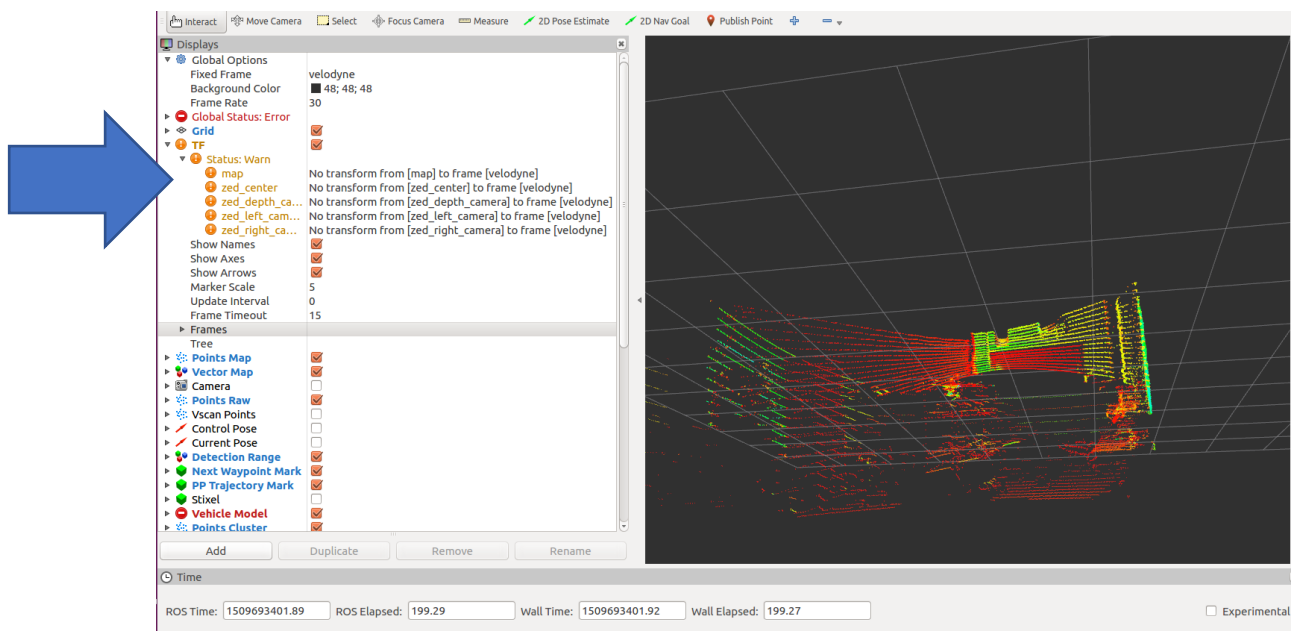 Interact Move Camera Select Focus Camera Measure 2D Pose Estimate 2D Nav Goal Publish Point
Displays
Global Options
Fixed Frame velodyne
Background Color 48; 48; 48
Frame Rate 30
Global Status: Error
Grid
TF
Status: Warn
map No transform from [map] to frame [velodyne]
zed_center No transform from [zed_center] to frame [velodyne]
zed_depth_ca... No transform from [zed_depth_camera] to frame [velodyne]
zed_left_cam... No transform from [zed_left_camera] to frame [velodyne]
zed_right_ca... No transform from [zed_right_camera] to frame [velodyne]
Show Names
Show Axes
Show Arrows
Marker Scale 5
Update Interval 0
Frame Timeout 15
Frames
Tree
Points Map
Vector Map
Camera
Points Raw
Vscan Points
Control Pose
Current Pose
Detection Range
Next Waypoint Mark
PP Trajectory Mark
Stixel
Vehicle Model
Points Cluster
Add Duplicate Remove Rename
Time
ROS Time: 1509693401.89 ROS Elapsed: 199.29 Wall Time: 1509693401.92 Wall Elapsed: 199.27 Experimental